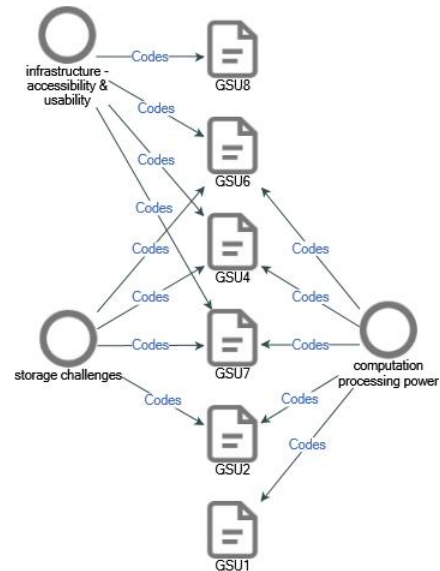 Codes
GSU8
infrastructure -
accessibility &
usability
Codes
GSU6
Codes
Codes
Codes
Codes
GSU4
Codes
Codes
Codes
Codes
GSU7
storage challenges
computation
processing power
Codes
Codes
GSU2
Codes
GSU1